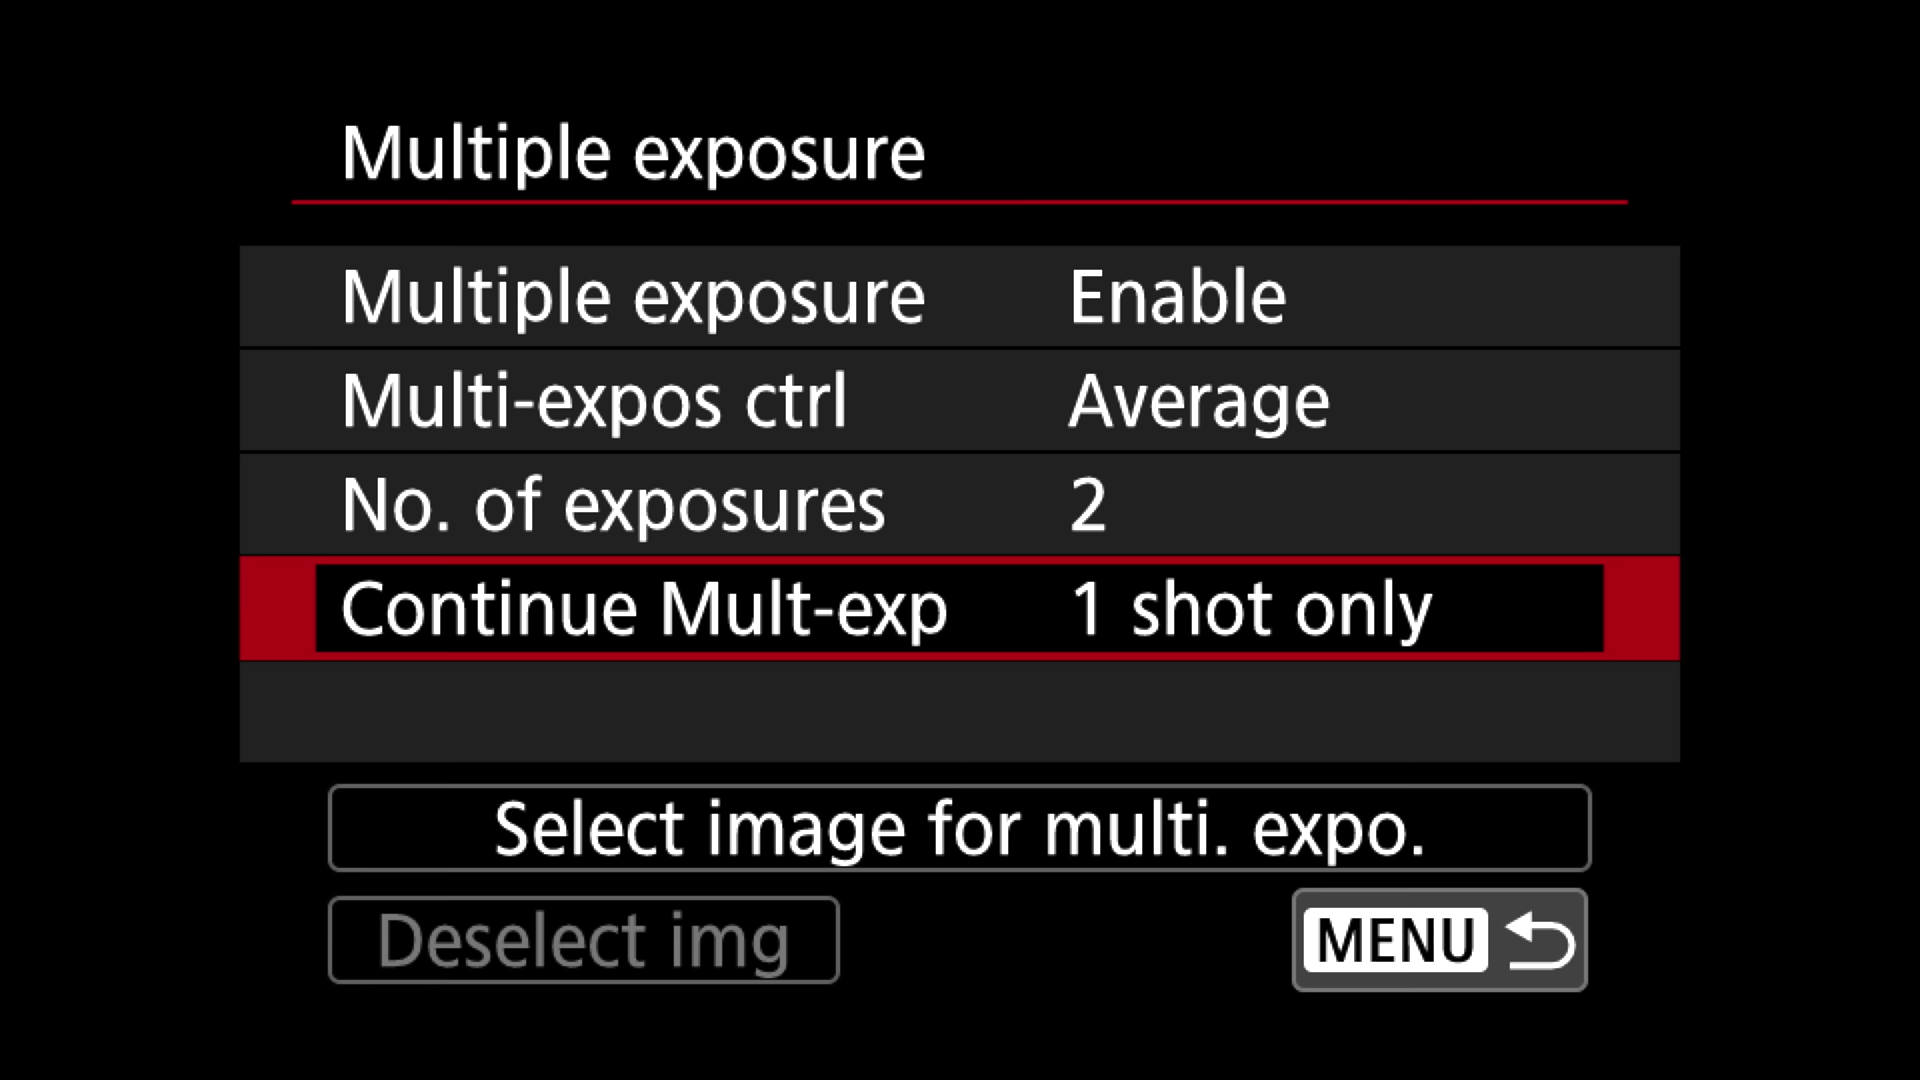 Multiple exposure
Multiple exposure Enable
Multi-expos ctrl Average
No. of exposures 2
Continue Mult-exp 1 shot only
Select image for multi. expo.
Deselect img MENU